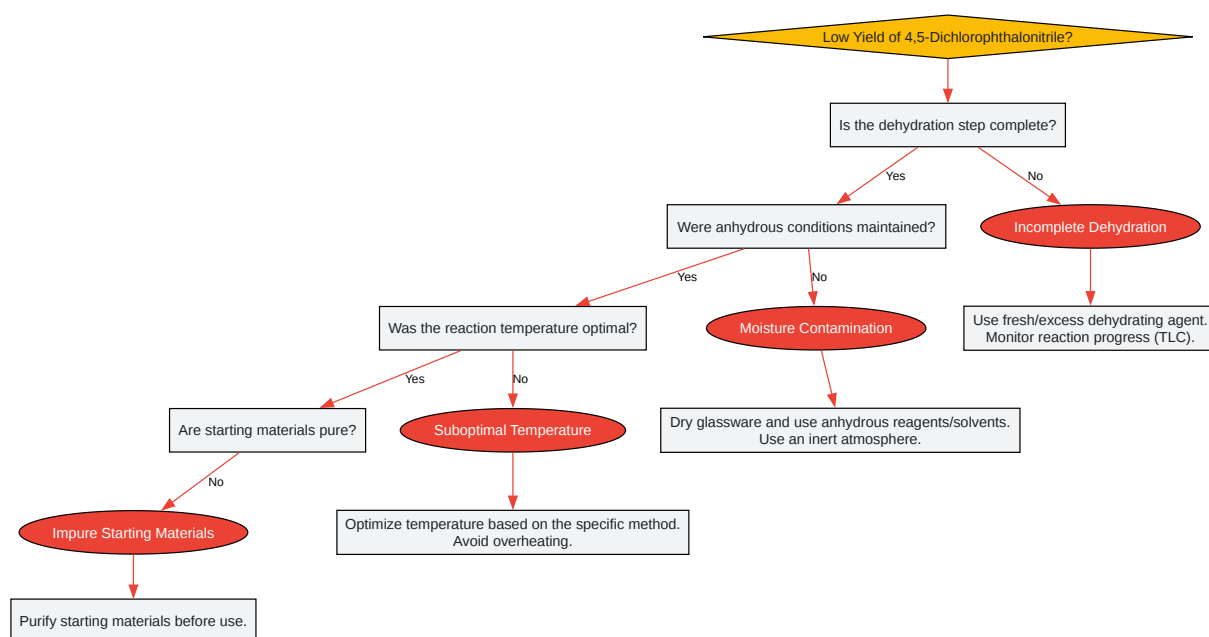 Low Yield of 4,5-Dichlorophthalonitrile?
Is the dehydration step complete?
Yes
No
Were anhydrous conditions maintained?
Incomplete Dehydration
Yes
No
Was the reaction temperature optimal?
Moisture Contamination
Use fresh/excess dehydrating agent.
Monitor reaction progress (TLC).
Yes
No
Are starting materials pure?
Suboptimal Temperature
Dry glassware and use anhydrous reagents/solvents.
Use an inert atmosphere.
No
Impure Starting Materials
Optimize temperature based on the specific method.
Avoid overheating.
Purify starting materials before use.